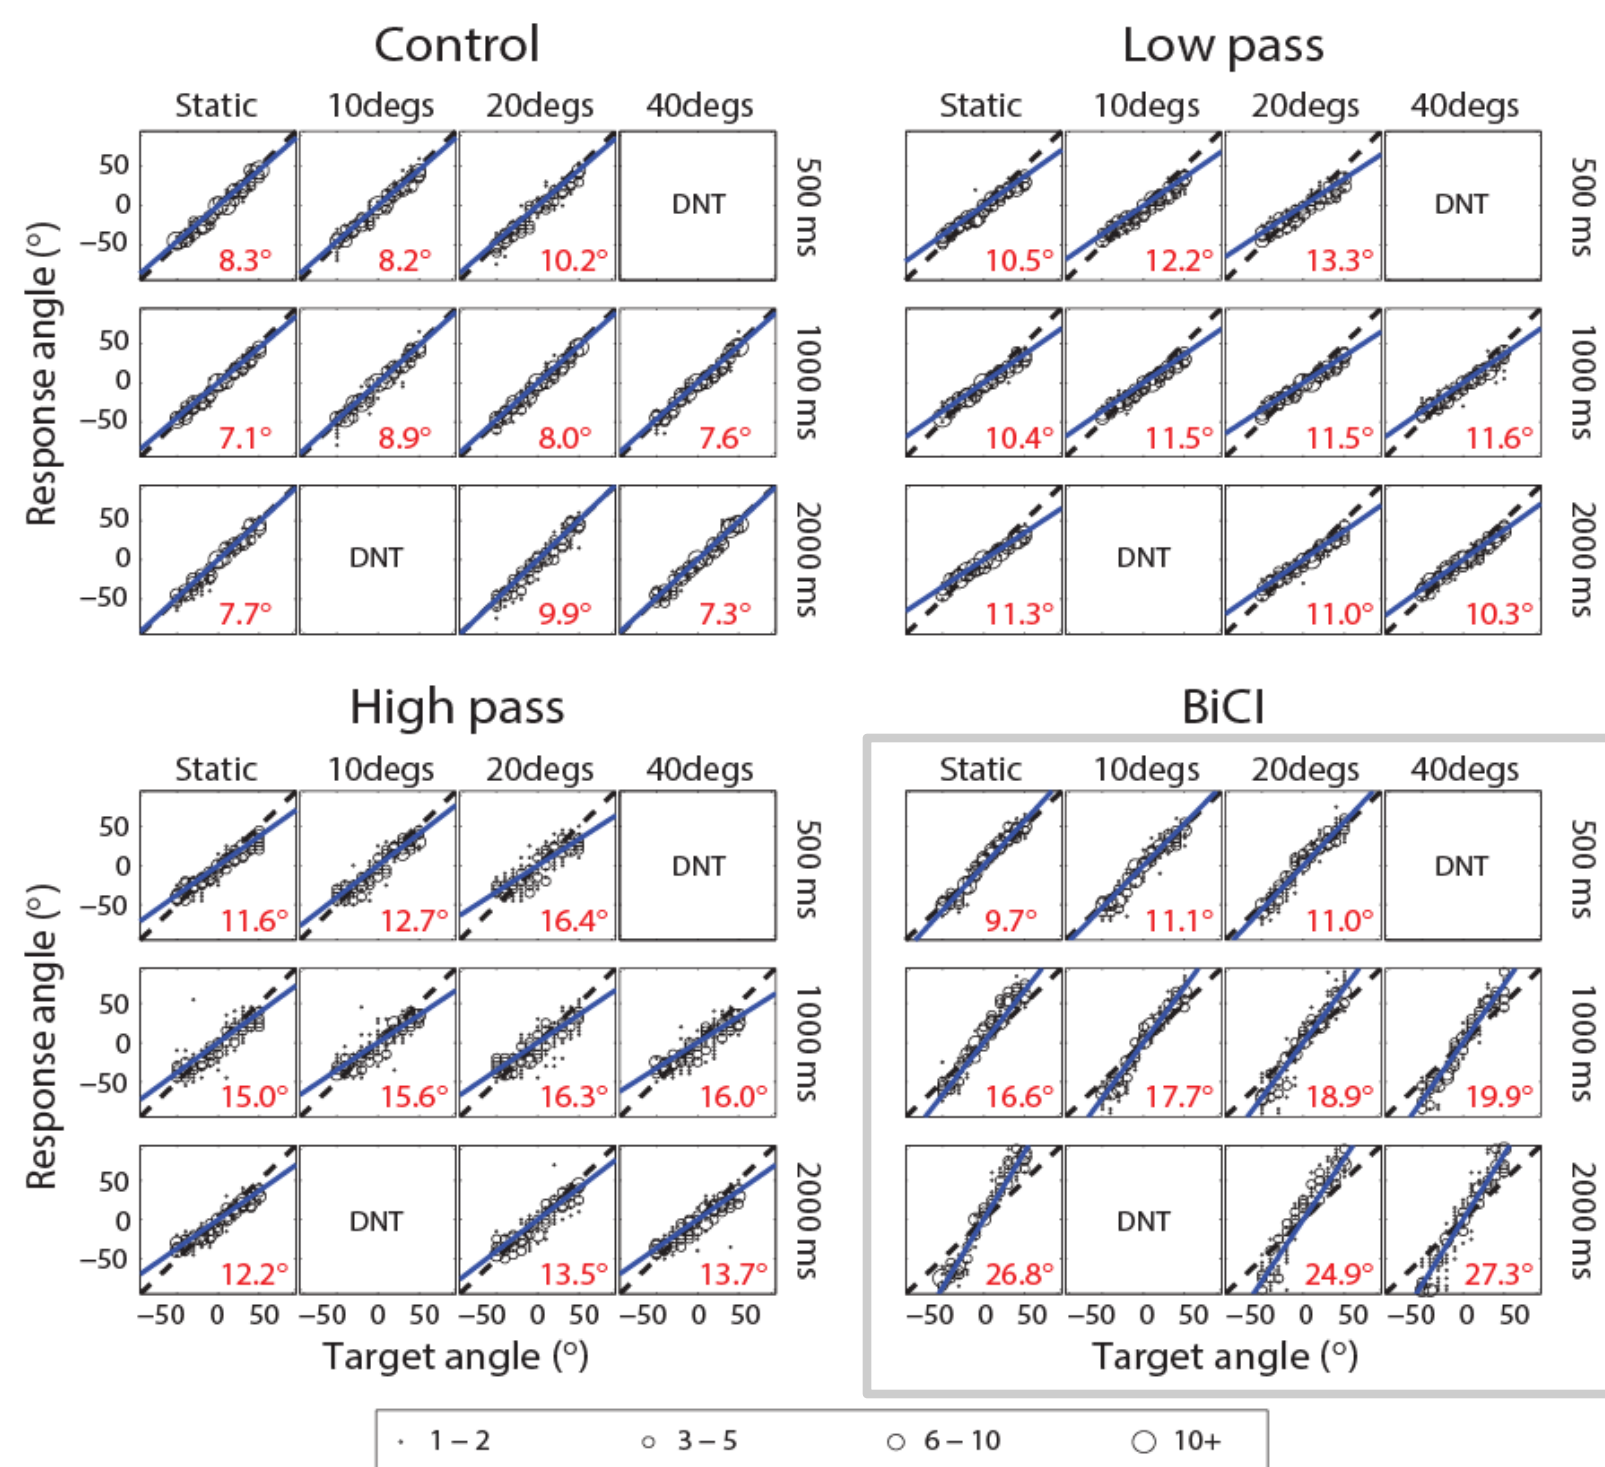 Control
Static 10degs 20degs 40degs
50
0
−50
8.3° 8.2° 10.2° DNT
500 ms
50
0
−50
7.1° 8.9° 8.0° 7.6°
1000 ms
50
0
−50
7.7° DNT 9.9° 7.3°
2000 ms
Response angle (°)
Low pass
Static 10degs 20degs 40degs
10.5° 12.2° 13.3° DNT
500 ms
10.4° 11.5° 11.5° 11.6°
1000 ms
11.3° DNT 11.0° 10.3°
2000 ms
High pass
Static 10degs 20degs 40degs
50
0
−50
11.6° 12.7° 16.4° DNT
500 ms
50
0
−50
15.0° 15.6° 16.3° 16.0°
1000 ms
50
0
−50
12.2° DNT 13.5° 13.7°
2000 ms
−50 0 50 −50 0 50 −50 0 50 −50 0 50
Response angle (°)
Target angle (°)
BiCI
Static 10degs 20degs 40degs
9.7° 11.1° 11.0° DNT
500 ms
16.6° 17.7° 18.9° 19.9°
1000 ms
26.8° DNT 24.9° 27.3°
2000 ms
−50 0 50 −50 0 50 −50 0 50 −50 0 50
Target angle (°)
1 – 2 3 – 5 6 – 10 10+